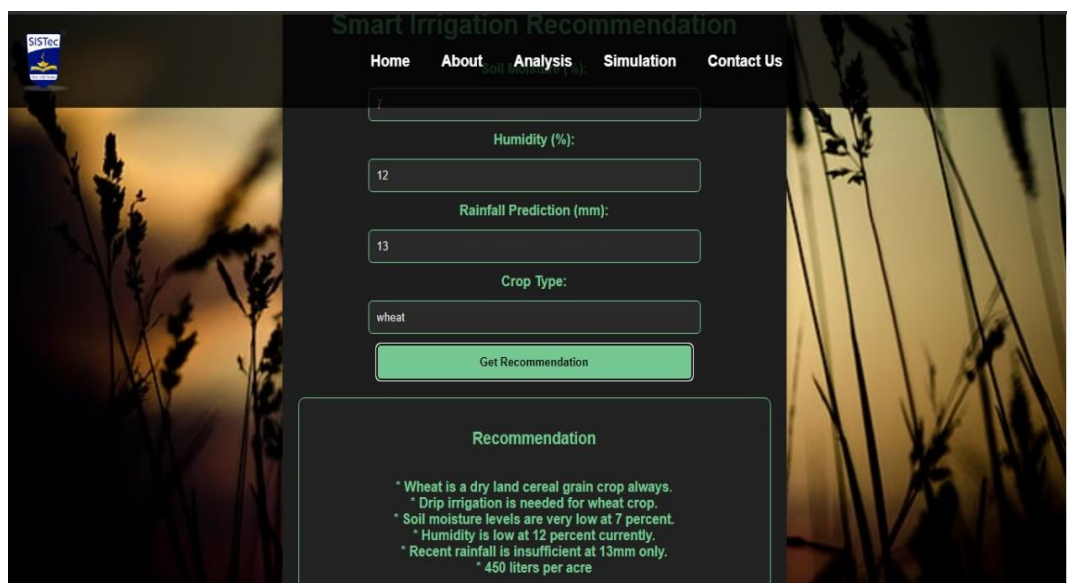 Smart Irrigation Recommendation
SISTec
Home About Analysis Simulation Contact Us
Soil Moisture (%):
7
Humidity (%):
12
Rainfall Prediction (mm):
13
Crop Type:
wheat
Get Recommendation
Recommendation
* Wheat is a dry land cereal grain crop always.
* Drip irrigation is needed for wheat crop.
* Soil moisture levels are very low at 7 percent.
* Humidity is low at 12 percent currently.
* Recent rainfall is insufficient at 13mm only.
* 450 liters per acre